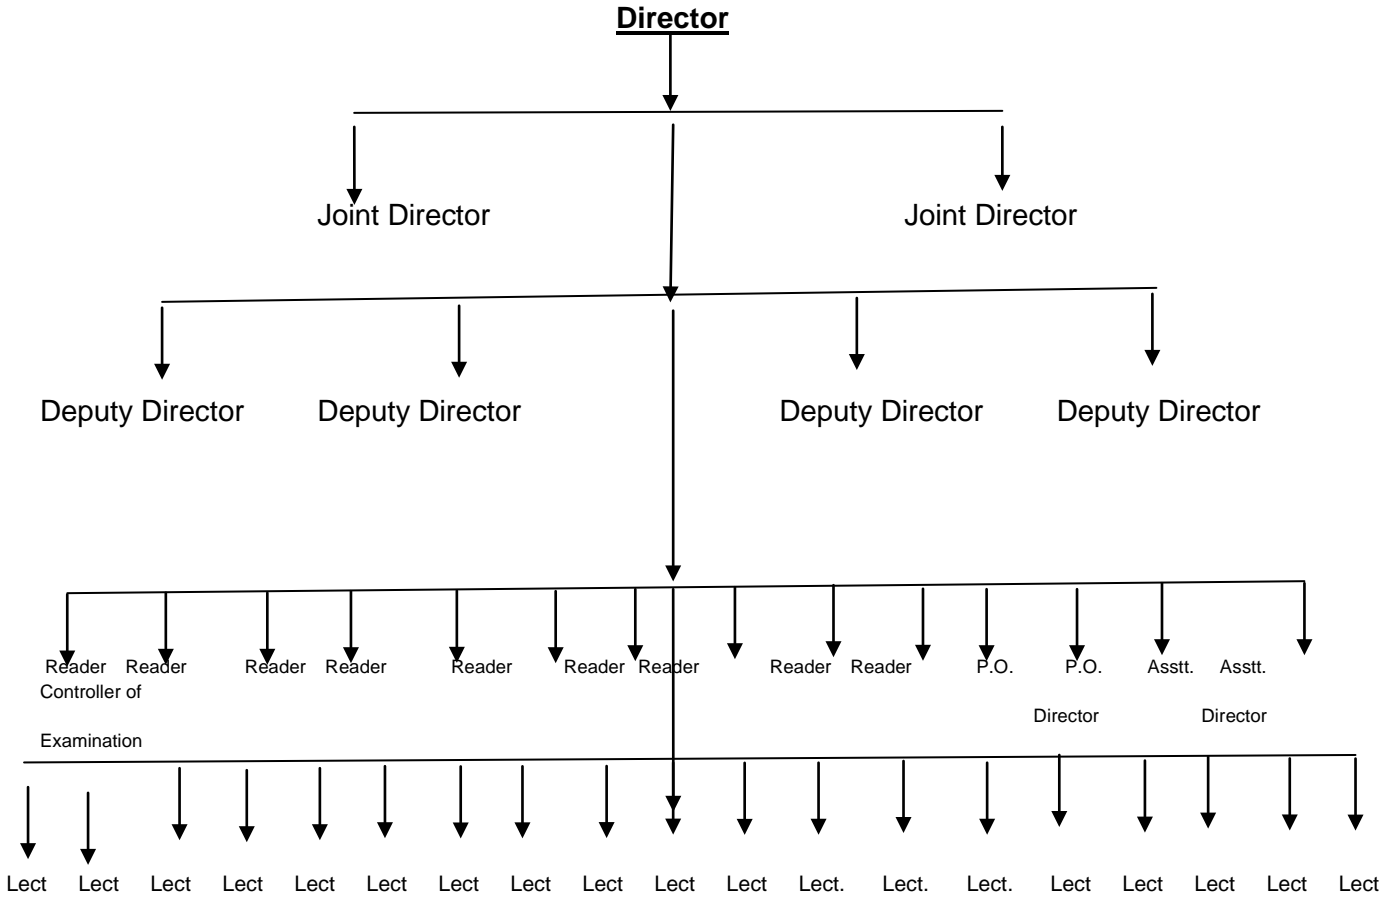 Director
Joint Director Joint Director
Deputy Director Deputy Director Deputy Director Deputy Director
Reader Reader Reader Reader Reader Reader Reader Reader Reader P.O. P.O. Asstt. Asstt.
Controller of
Director Director
Examination
Lect Lect Lect Lect Lect Lect Lect Lect Lect Lect Lect Lect. Lect. Lect. Lect Lect Lect Lect Lect